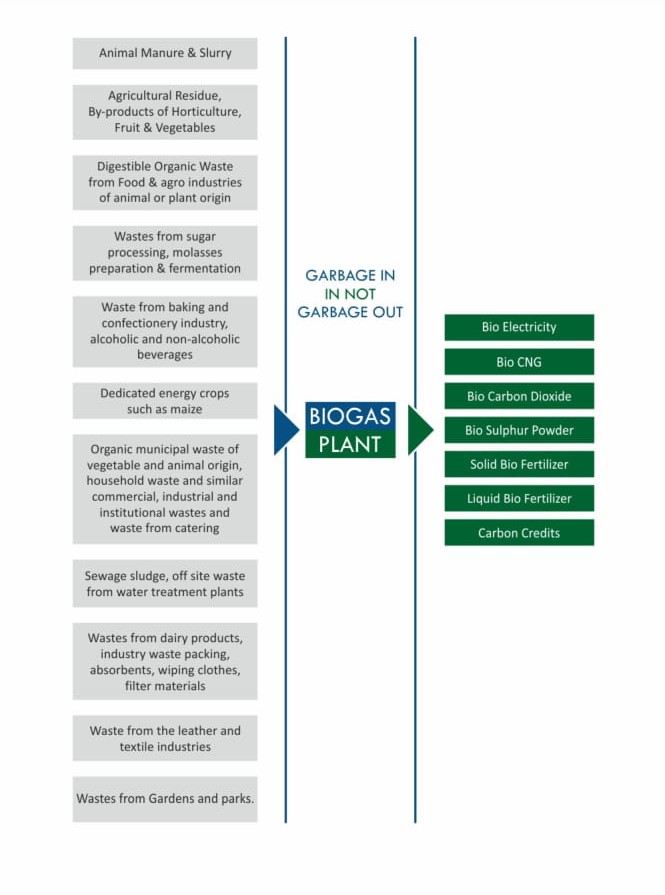 Animal Manure & Slurry
Agricultural Residue,
By-products of Horticulture,
Fruit & Vegetables
Digestible Organic Waste
from Food & agro industries
of animal or plant origin
Wastes from sugar
processing, molasses
preparation & fermentation
Waste from baking and
confectionery industry,
alcoholic and non-alcoholic
beverages
Dedicated energy crops
such as maize
Organic municipal waste of
vegetable and animal origin,
household waste and similar
commercial, industrial and
institutional wastes and
waste from catering
Sewage sludge, off site waste
from water treatment plants
Wastes from dairy products,
industry waste packing,
absorbents, wiping clothes,
filter materials
Waste from the leather and
textile industries
Wastes from Gardens and parks.
GARBAGE IN
IN NOT
GARBAGE OUT
BIOGAS
PLANT
Bio Electricity
Bio CNG
Bio Carbon Dioxide
Bio Sulphur Powder
Solid Bio Fertilizer
Liquid Bio Fertilizer
Carbon Credits